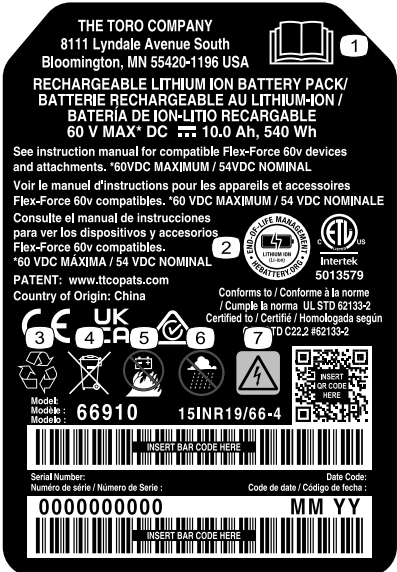 THE TORO COMPANY
8111 Lyndale Avenue South
Bloomington, MN 55420-1196 USA
1
RECHARGEABLE LITHIUM ION BATTERY PACK/
BATTERIE RECHARGEABLE AU LITHIUM-ION /
BATERÍA DE ION-LITIO RECARGABLE
60 V MAX* DC 10.0 Ah, 540 Wh
See instruction manual for compatible Flex-Force 60v devices
and attachments. *60VDC MAXIMUM / 54VDC NOMINAL
Voir le manuel d'instructions pour les appareils et accessoires
Flex-Force 60v compatibles. *60 VDC MAXIMUM / 54 VDC NOMINALE
Consulte el manual de instrucciones
para ver los dispositivos y accesorios
Flex-Force 60v compatibles.
*60 VDC MÁXIMA / 54 VDC NOMINAL
2
END-OF-LIFE MANAGEMENT
LITHIUM ION
(Li-ion)
HEBATTERY.ORG
C ETL US
Intertek
5013579
PATENT: www.ttcopats.com
Country of Origin: China
Conforms to / Conforme à la norme
/ Cumple la norma UL STD 62133-2
Certified to / Certifié / Homologada según
STD C22.2 #62133-2
CE
UK
CA
3
4
5
6
7
INSERT
QR CODE
HERE
Model:
Modèle :
Modelo :
66910
15INR19/66-4
INSERT BAR CODE HERE
Serial Number:
Numéro de série / Número de Serie :
Date Code:
Code de date / Código de fecha :
0000000000
MM YY
INSERT BAR CODE HERE